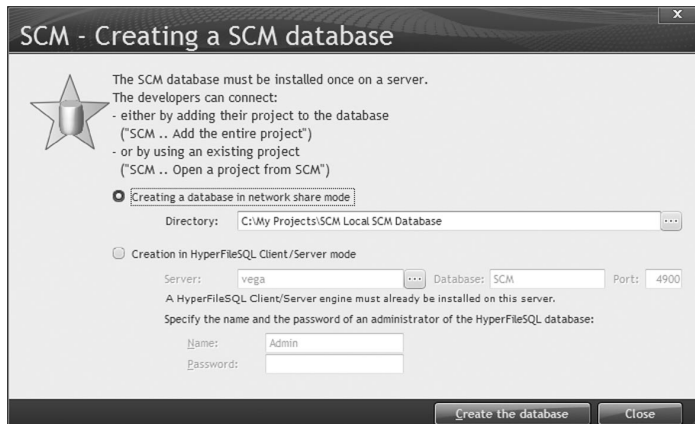 x
SCM - Creating a SCM database
The SCM database must be installed once on a server.
The developers can connect:
- either by adding their project to the database
("SCM .. Add the entire project")
- or by using an existing project
("SCM .. Open a project from SCM")
Creating a database in network share mode
Directory: C:\My Projects\SCM Local SCM Database ...
Creation in HyperFileSQL Client/Server mode
Server: vega ... Database: SCM Port: 4900
A HyperFileSQL Client/Server engine must already be installed on this server.
Specify the name and the password of an administrator of the HyperFileSQL database:
Name: Admin
Password:
Create the database Close